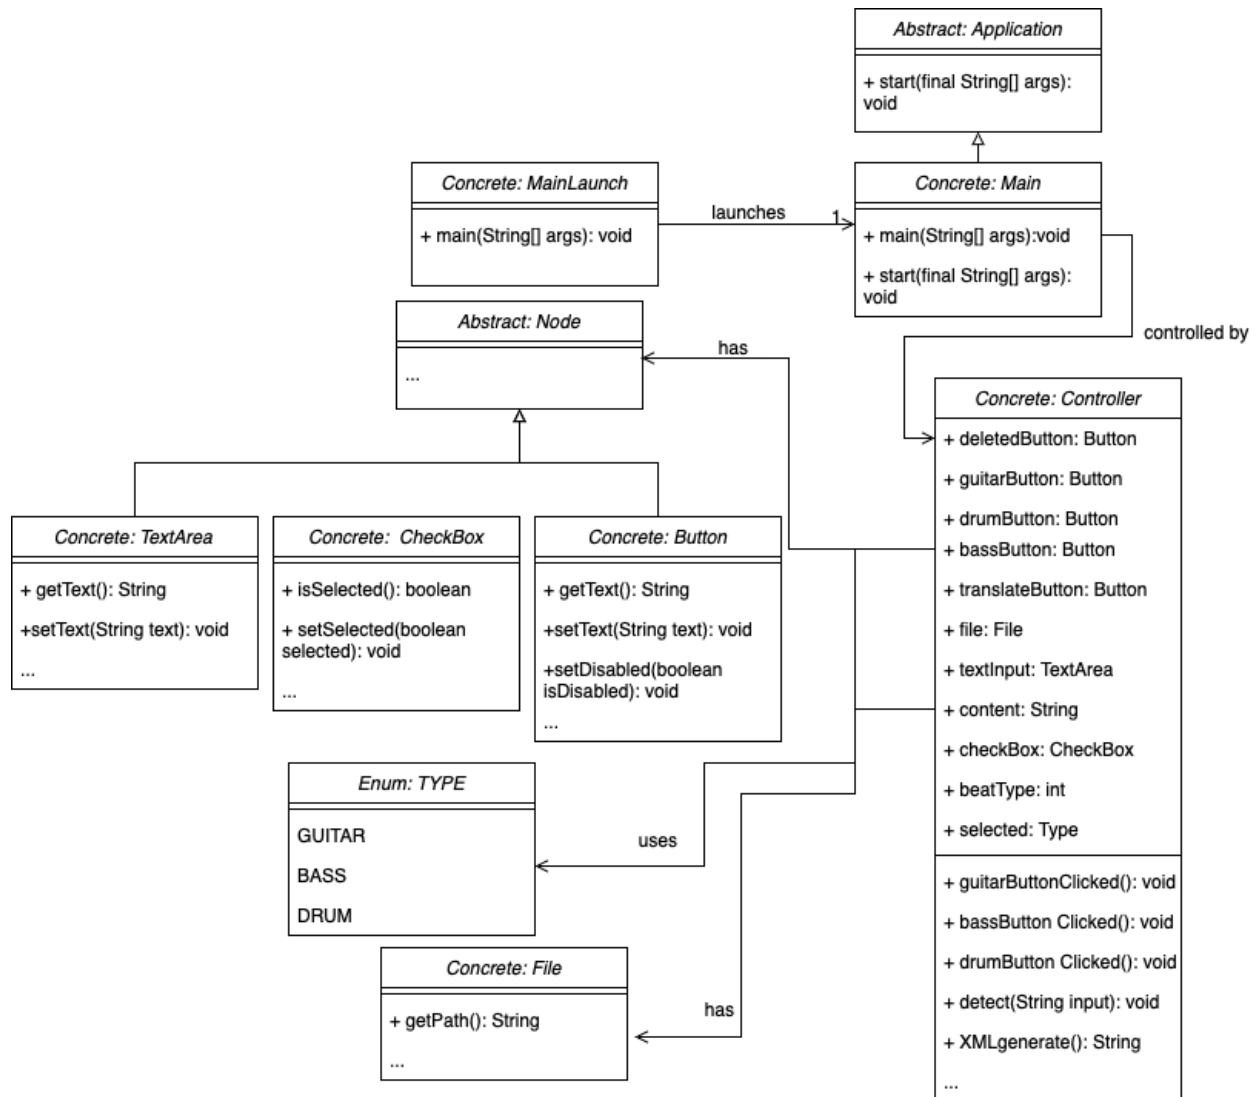 Abstract: Application
+ start(final String[] args):
void
Concrete: MainLaunch
+ main(String[] args): void
launches
1
Concrete: Main
+ main(String[] args):void
+ start(final String[] args):
void
controlled by
Abstract: Node
...
has
Concrete: TextArea
+ getText(): String
+setText(String text): void
...
Concrete: CheckBox
+ isSelected(): boolean
+ setSelected(boolean
selected): void
...
Concrete: Button
+ getText(): String
+setText(String text): void
+setDisabled(boolean
isDisabled): void
...
Concrete: Controller
+ deletedButton: Button
+ guitarButton: Button
+ drumButton: Button
+ bassButton: Button
+ translateButton: Button
+ file: File
+ textInput: TextArea
+ content: String
+ checkBox: CheckBox
+ beatType: int
+ selected: Type
+ guitarButtonClicked(): void
+ bassButton Clicked(): void
+ drumButton Clicked(): void
+ detect(String input): void
+ XMLgenerate(): String
...
Enum: TYPE
GUITAR
BASS
DRUM
uses
Concrete: File
+ getPath(): String
...
has